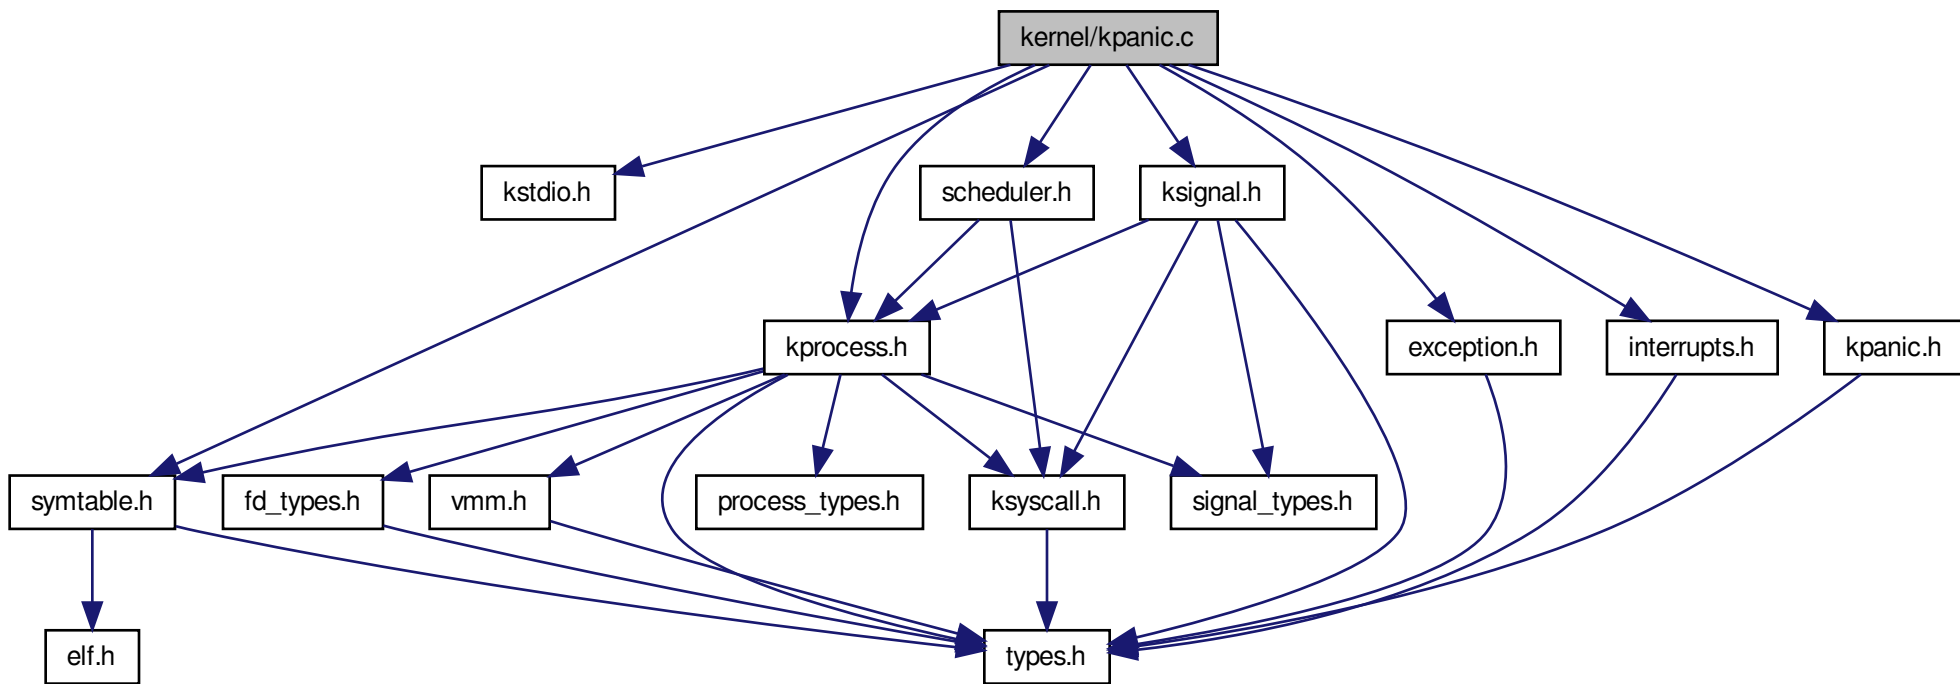 kernel/kpanic.c
kstdio.h
scheduler.h
ksignal.h
kprocess.h
exception.h
interrupts.h
kpanic.h
symtable.h
fd_types.h
vmm.h
process_types.h
ksyscall.h
signal_types.h
elf.h
types.h